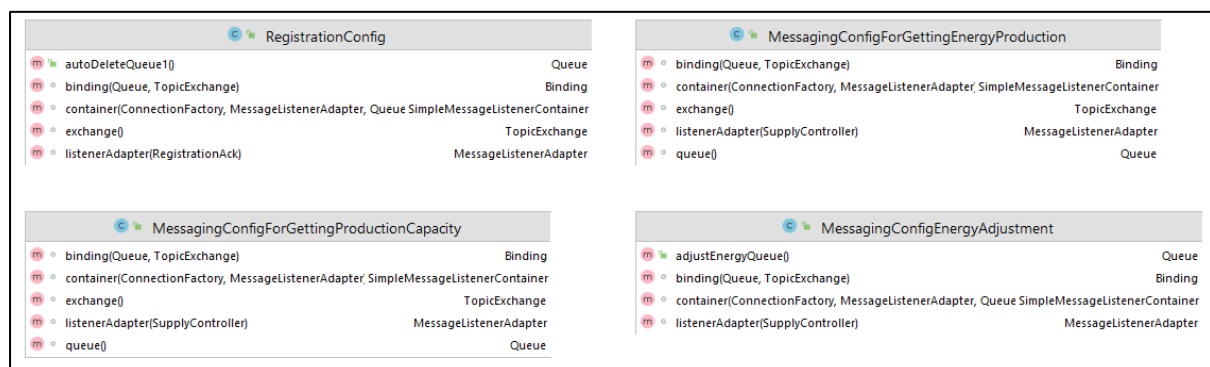 RegistrationConfig
autoDeleteQueue1() Queue
binding(Queue, TopicExchange) Binding
container(ConnectionFactory, MessageListenerAdapter, Queue SimpleMessageListenerContainer
exchange() TopicExchange
listenerAdapter(RegistrationAck) MessageListenerAdapter
MessagingConfigForGettingEnergyProduction
binding(Queue, TopicExchange) Binding
container(ConnectionFactory, MessageListenerAdapter SimpleMessageListenerContainer
exchange() TopicExchange
listenerAdapter(SupplyController) MessageListenerAdapter
queue() Queue
MessagingConfigForGettingProductionCapacity
binding(Queue, TopicExchange) Binding
container(ConnectionFactory, MessageListenerAdapter SimpleMessageListenerContainer
exchange() TopicExchange
listenerAdapter(SupplyController) MessageListenerAdapter
queue() Queue
MessagingConfigEnergyAdjustment
adjustEnergyQueue() Queue
binding(Queue, TopicExchange) Binding
container(ConnectionFactory, MessageListenerAdapter, Queue SimpleMessageListenerContainer
listenerAdapter(SupplyController) MessageListenerAdapter